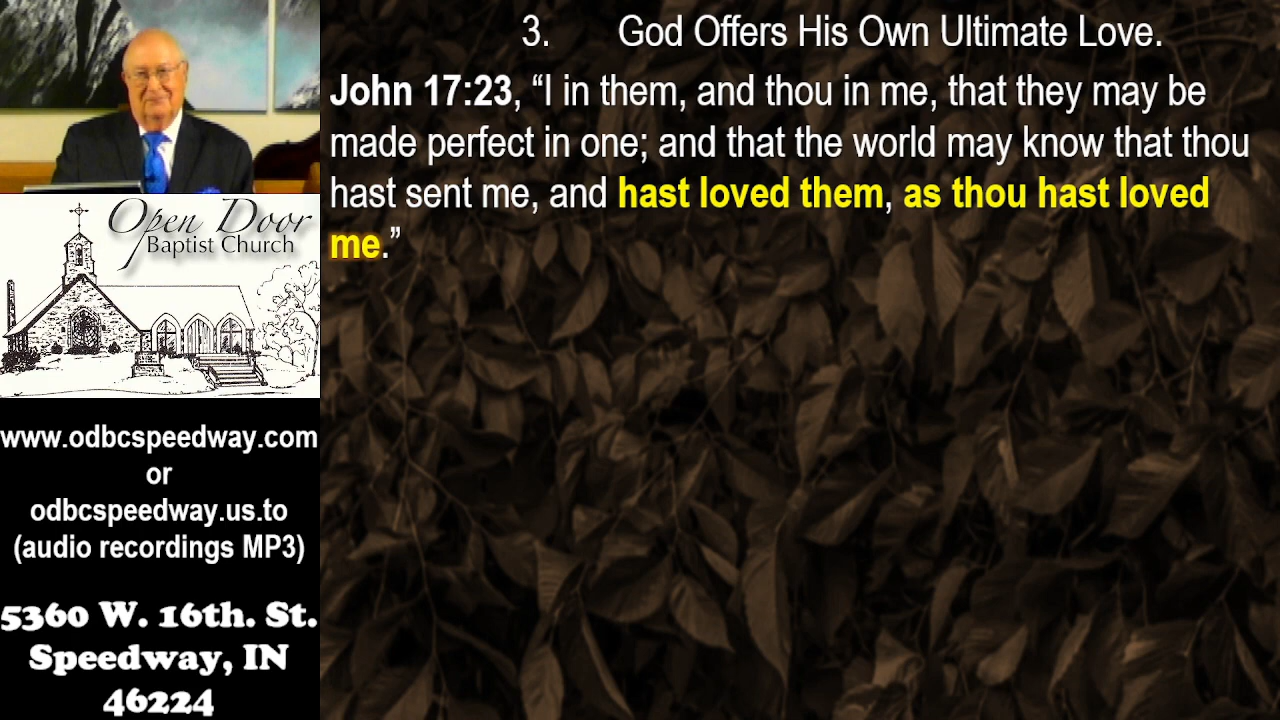 3. God Offers His Own Ultimate Love.
John 17:23, “I in them, and thou in me, that they may be
made perfect in one; and that the world may know that thou
hast sent me, and hast loved them, as thou hast loved
me.”
Open Door
Baptist Church
www.odbcspeedway.com
or
odbcspeedway.us.to
(audio recordings MP3)
5360 W. 16th. St.
Speedway, IN
46224